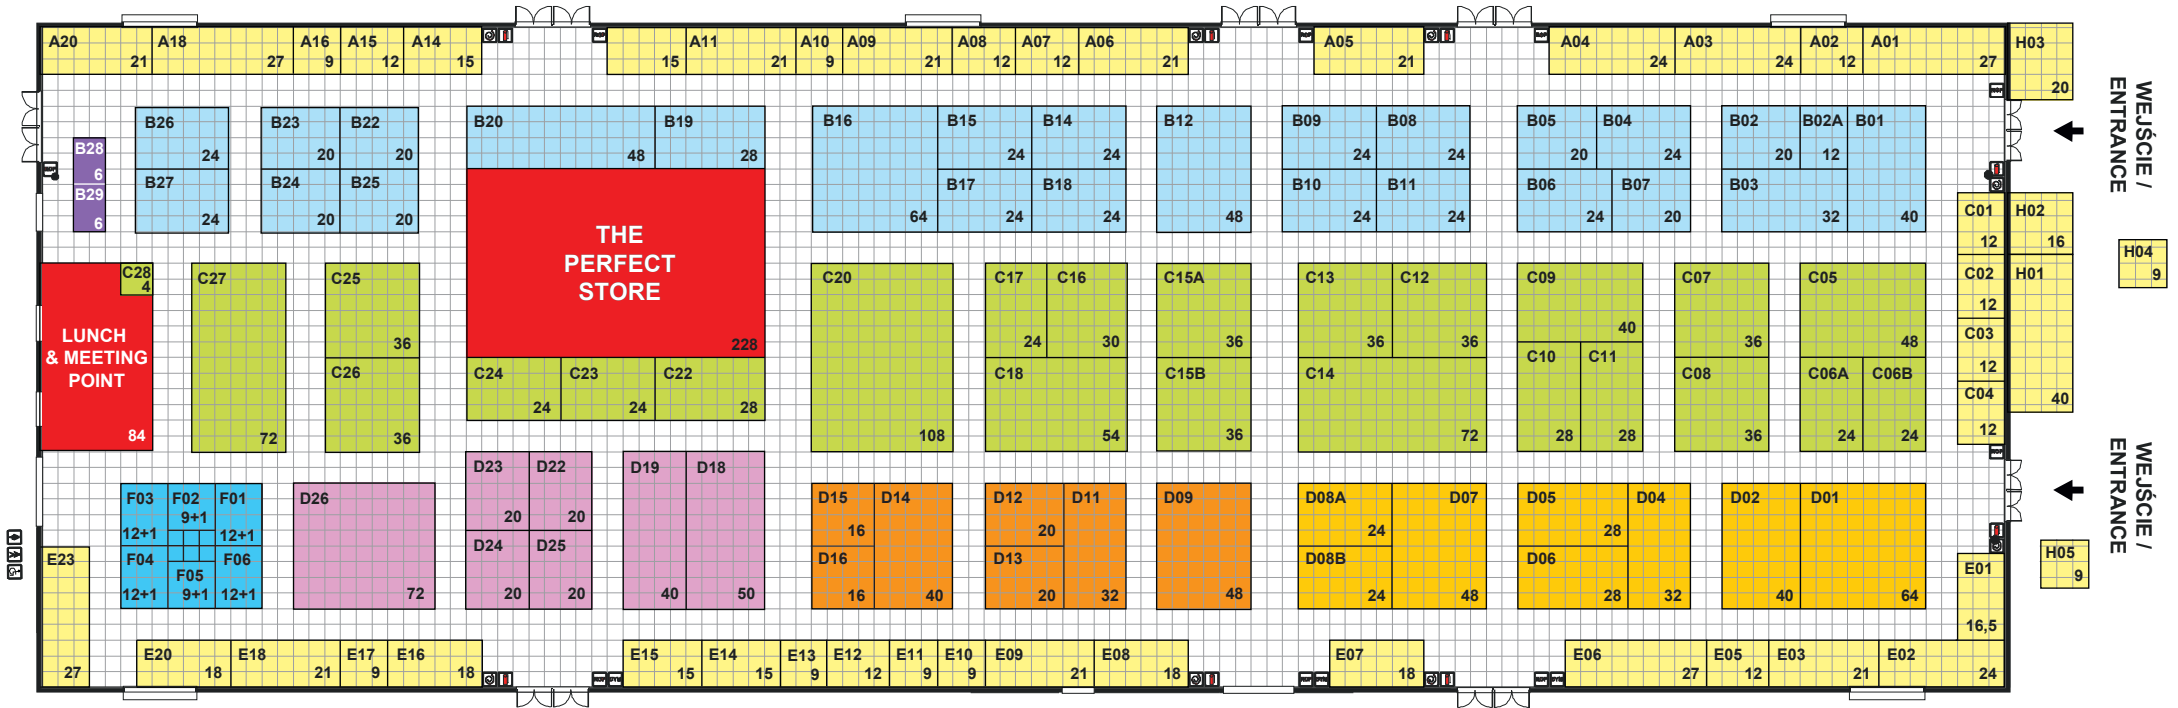 A20 A18 A16 A15 A14 A11 A10 A09 A08 A07 A06 A05 A04 A03 A02 A01 H03
21 27 9 12 15 15 21 9 21 12 12 21 21 24 24 12 27
20
WEJŚCIE /
ENTRANCE
B26 B23 B22 B20 B19 B16 B15 B14 B12 B09 B08 B05 B04 B02 B02A B01
B28
24 20 20 48 28 24 24 24 24 20 24 20 12
6
B27 B24 B25 B17 B18 B10 B11 B06 B07 B03
B29
24 20 20 64 24 24 48 24 24 24 20 32 40
6
C01 H02
12 16
THE
PERFECT
STORE
228
H04
9
C28
4
C27 C25 C20 C17 C16 C15A C13 C12 C09 C07 C05 C02 H01
12
LUNCH
& MEETING
POINT
84
C03
12
36 24 30 36 36 36 40 36 48
C26 C24 C23 C22 C18 C15B C14 C10 C11 C08 C06A C06B
C04
40
24 24 28
12
72 36 108 54 36 72 28 28 36 24 24
WEJŚCIE /
ENTRANCE
D23 D22 D19 D18
F03 F02 F01 D26 D15 D14 D12 D11 D09 D08A D07 D05 D04 D02 D01
9+1
20 20
12+1 12+1 16 20 24 28
D24 D25
E23 F04 F06 D16 D13 D08B D06 H05
F05
E01
9
12+1 9+1 12+1 72 20 20 40 50 16 40 20 32 48 24 48 28 32 40 64
16,5
E20 E18 E17 E16 E15 E14 E13 E12 E11 E10 E09 E08 E07 E06 E05 E03 E02
27 18 21 9 18 15 15 9 12 9 9 21 18 18 27 12 21 24